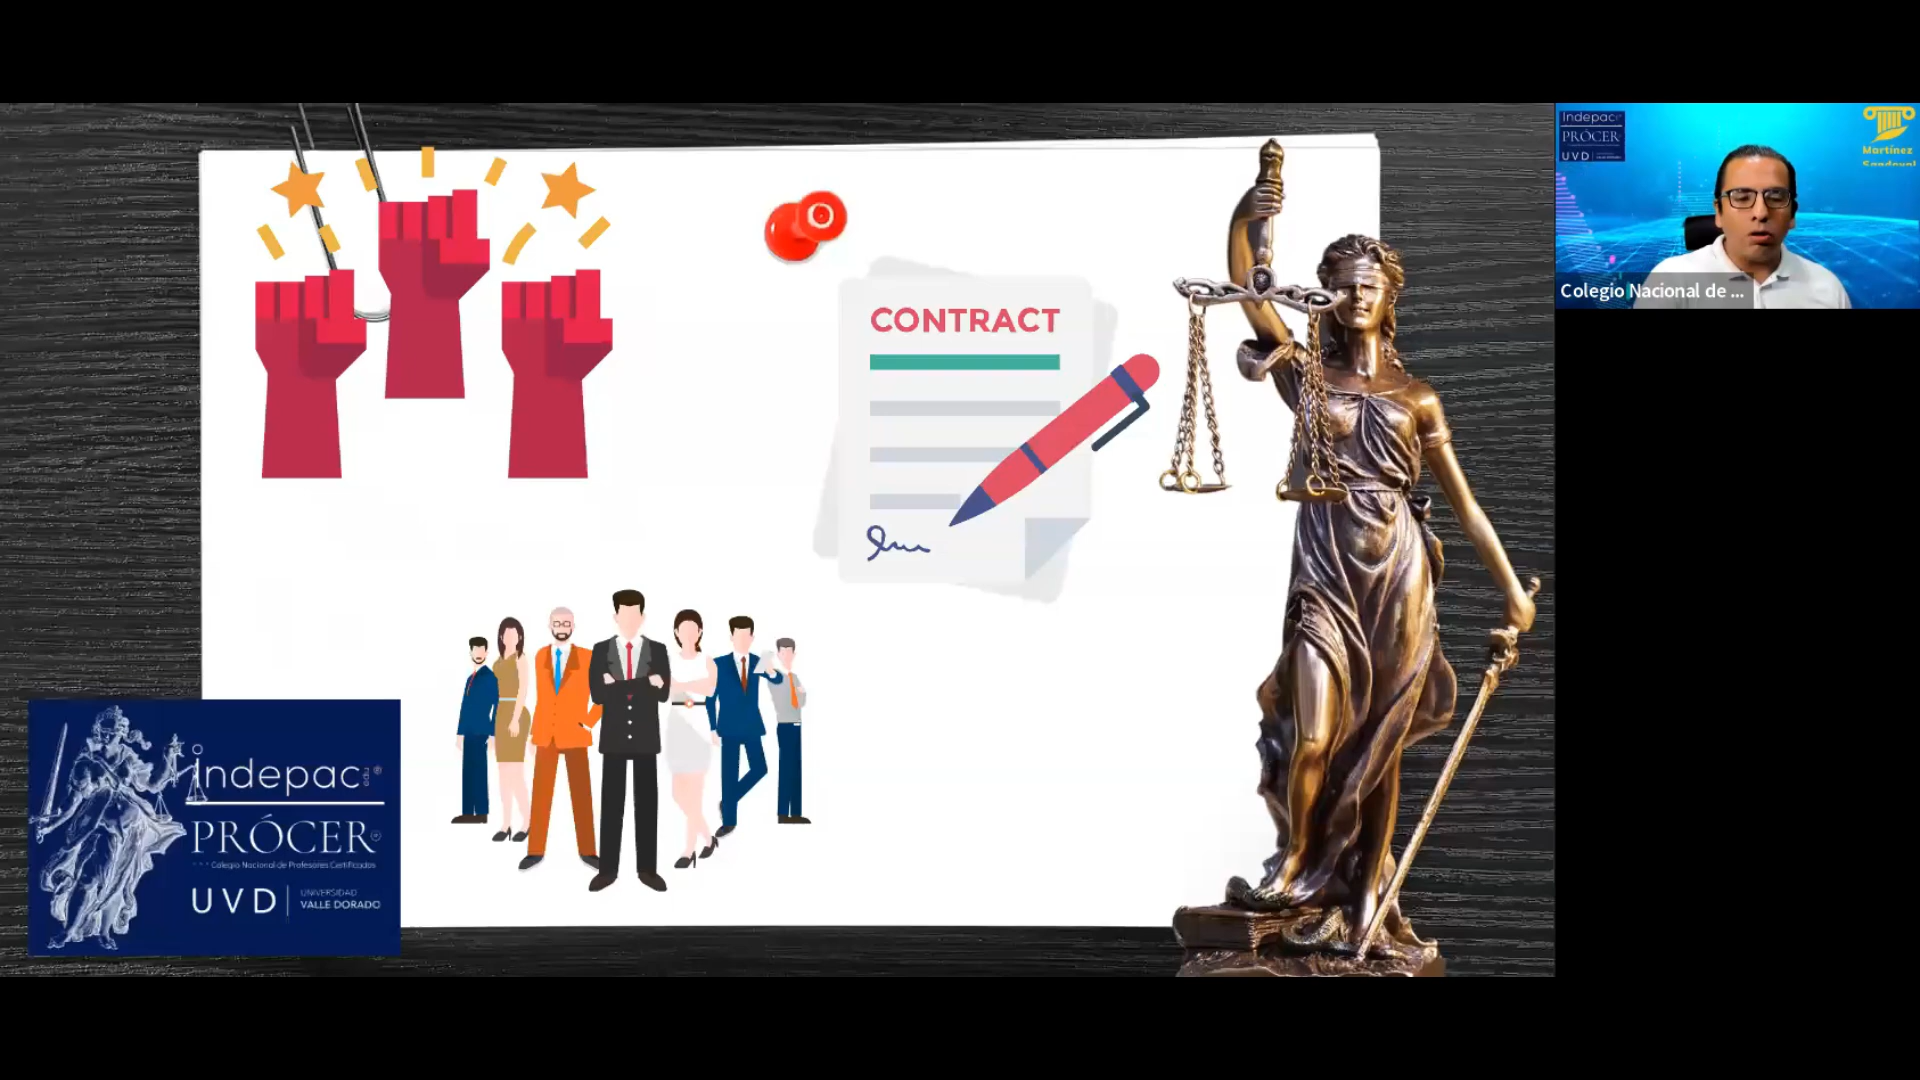 CONTRACT
indepac
PRÓCER
Colegio Nacional de Profesores Certificados
UVD
UNIVERSIDAD
VALLE DORADO
Indepac
PRÓCER
UVD
Martínez
Sandoval
Colegio Nacional de ...